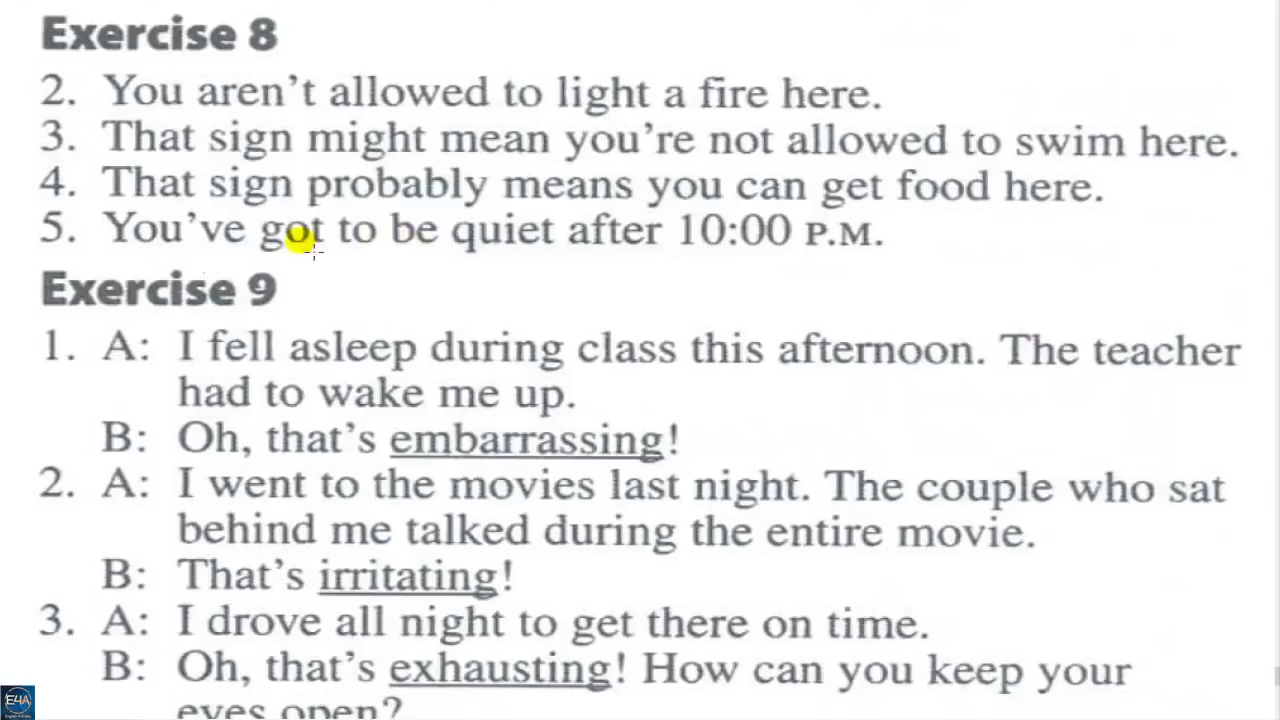 Exercise 8
2. You aren't allowed to light a fire here.
3. That sign might mean you're not allowed to swim here.
4. That sign probably means you can get food here.
5. You've got to be quiet after 10:00 P.M.
Exercise 9
1. A: I fell asleep during class this afternoon. The teacher
had to wake me up.
B: Oh, that's embarrassing!
2. A: I went to the movies last night. The couple who sat
behind me talked during the entire movie.
B: That's irritating!
3. A: I drove all night to get there on time.
B: Oh, that's exhausting! How can you keep your
eyes open?
E4A